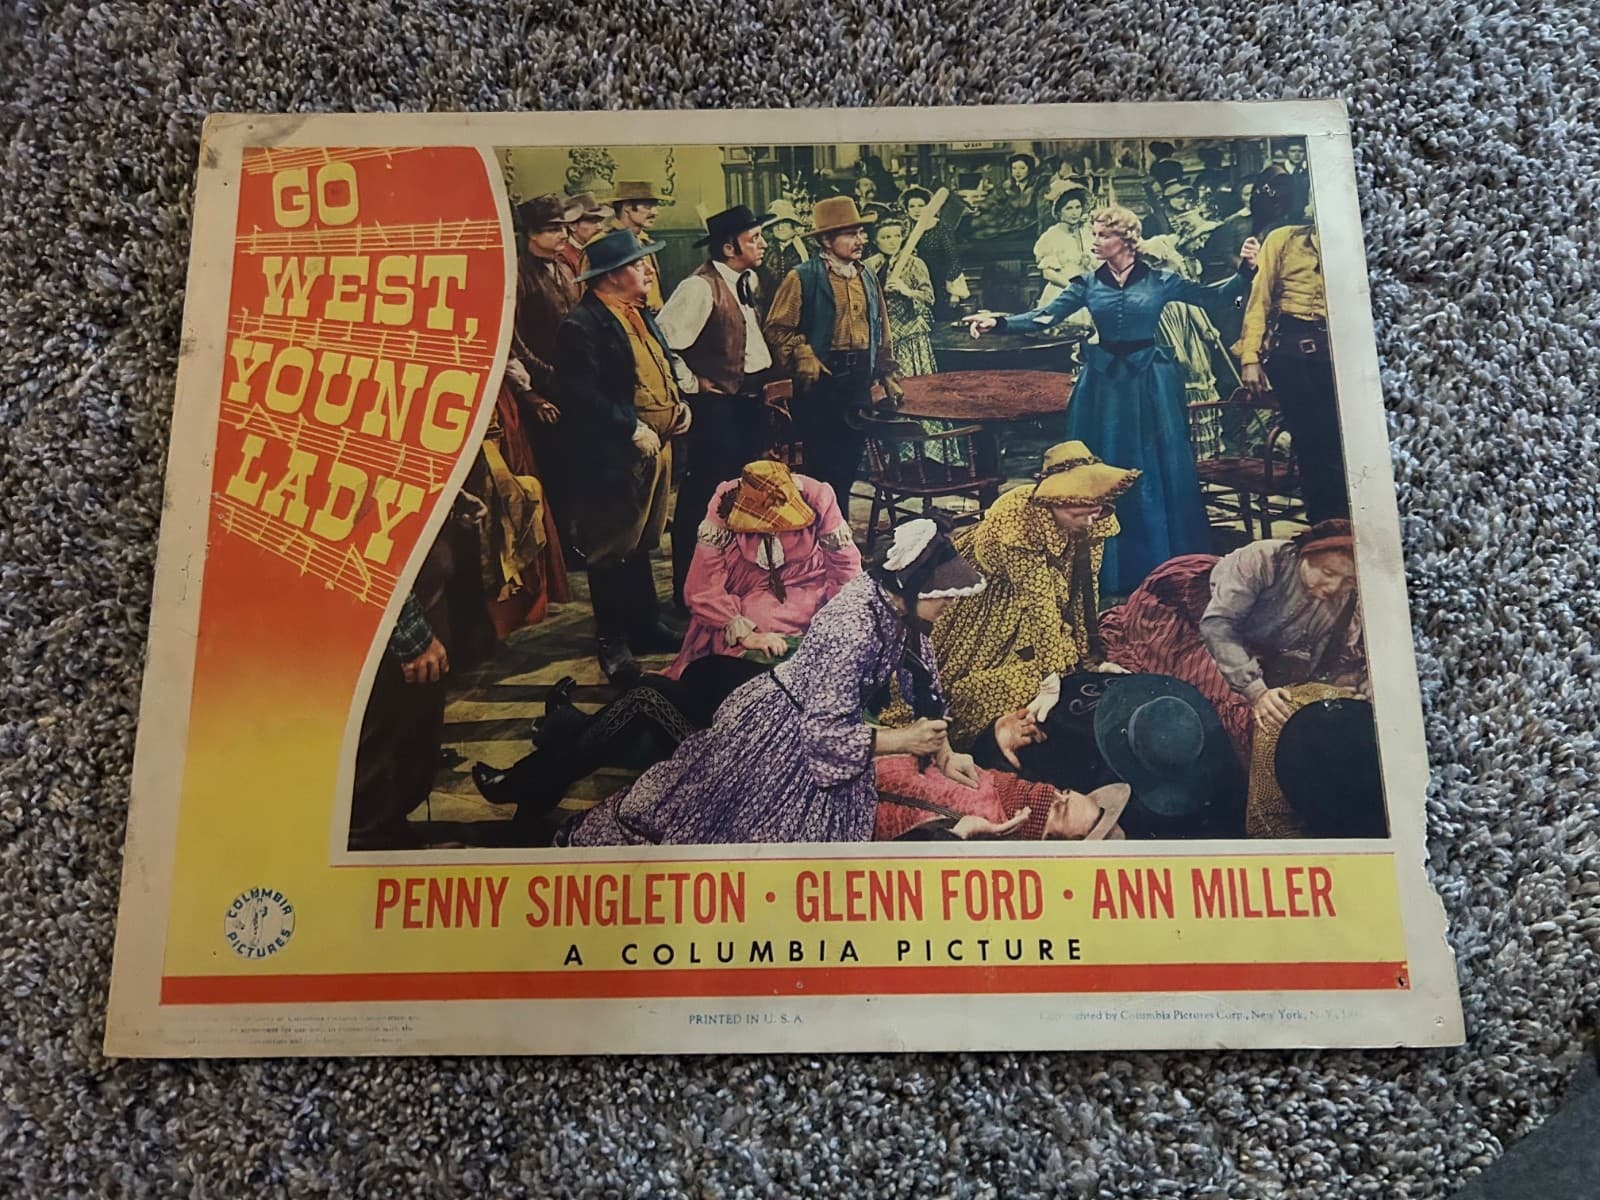 GO
WEST,
YOUNG
LADY
PENNY SINGLETON · GLENN FORD · ANN MILLER
A COLUMBIA PICTURE
COLUMBIA
PICTURES
PRINTED IN U. S. A.
by Columbia Pictures Corp., New York, N. Y.,